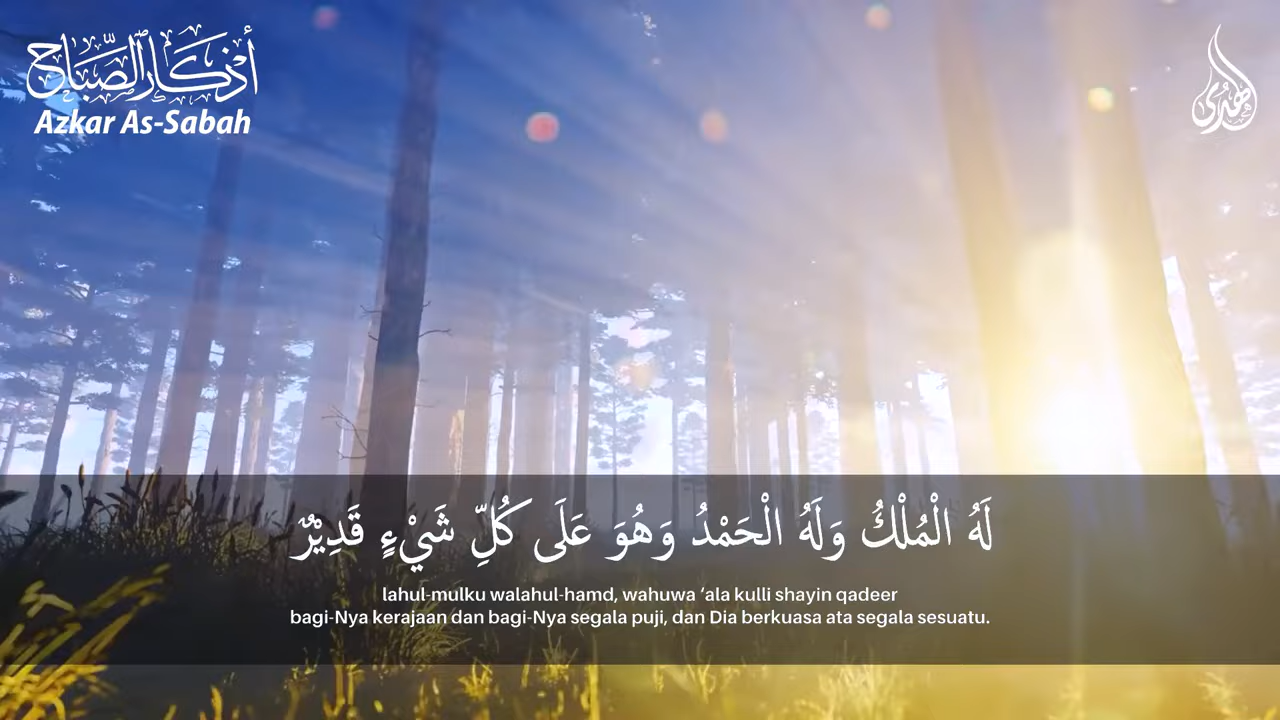 أذكار الصباح
Azkar As-Sabah
الهدى
لَهُ الْمُلْكُ وَلَهُ الْحَمْدُ وَهُوَ عَلَى كُلِّ شَيْءٍ قَدِيْرٌ
lahul-mulku walahul-hamd, wahuwa ‘ala kulli shayin qadeer
bagi-Nya kerajaan dan bagi-Nya segala puji, dan Dia berkuasa ata segala sesuatu.